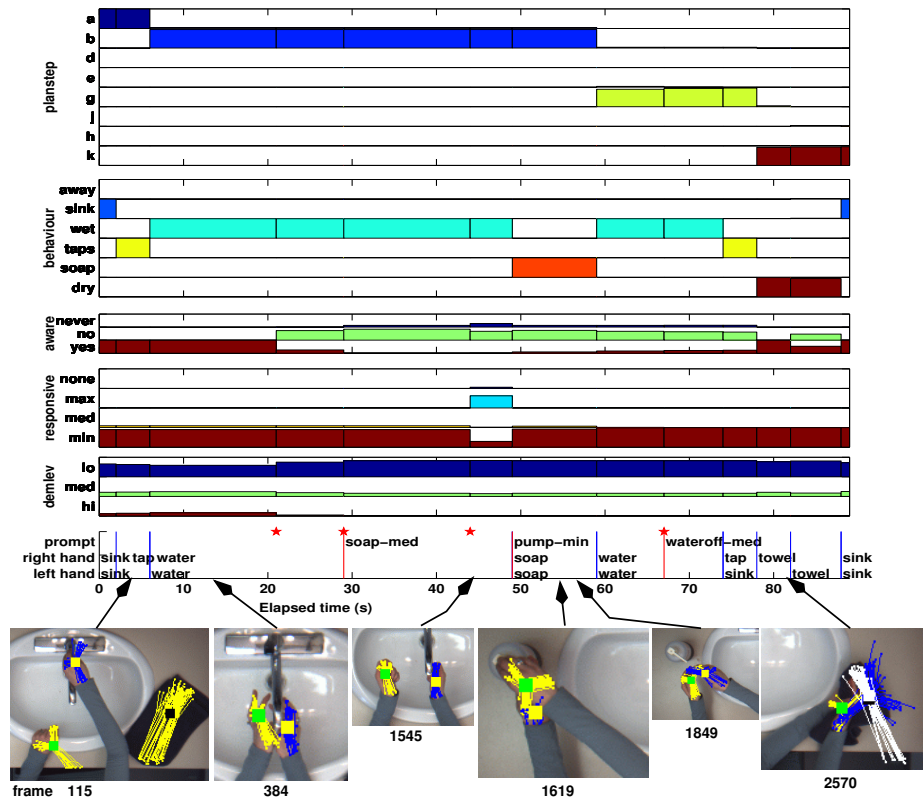 planstep
a
b
d
e
g
j
h
k
behaviour
away
sink
wet
taps
soap
dry
aware
never
no
yes
responsive
none
max
med
min
demlev
lo
med
hi
prompt soap-med pump-min wateroff-med
right hand sink tap water soap water tap towel sink
left hand sink water soap water sink towel sink
0 10 20 30 40 50 60 70 80
Elapsed time (s)
1545
1849
frame 115
384
1619
2570